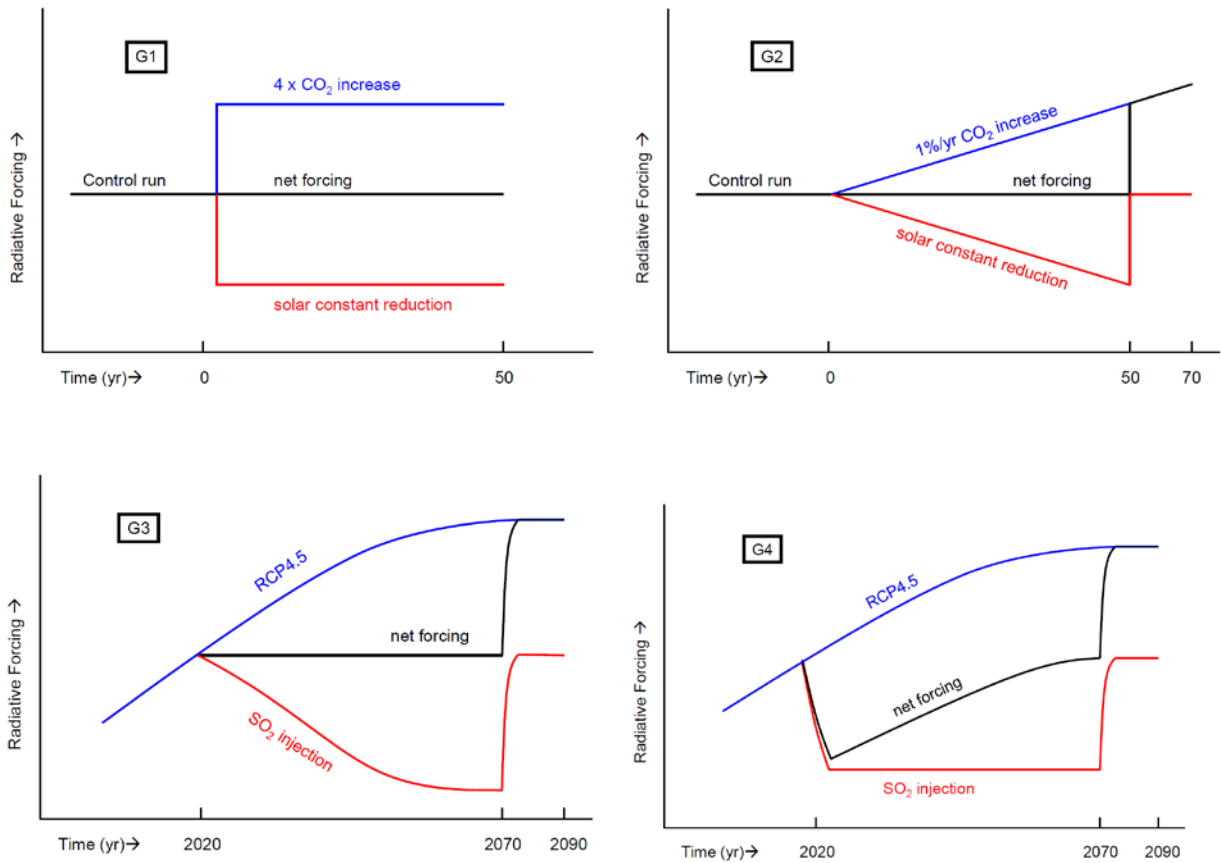 G1
4 x CO₂ increase
Control run
net forcing
solar constant reduction
Radiative Forcing →
Time (yr)→
0
50
G2
1%/yr CO₂ increase
Control run
net forcing
solar constant reduction
Radiative Forcing →
Time (yr)→
0
50
70
G3
RCP4.5
net forcing
SO₂ injection
Radiative Forcing →
Time (yr)→
2020
2070
2090
G4
RCP4.5
net forcing
SO₂ injection
Radiative Forcing →
Time (yr)→
2020
2070
2090